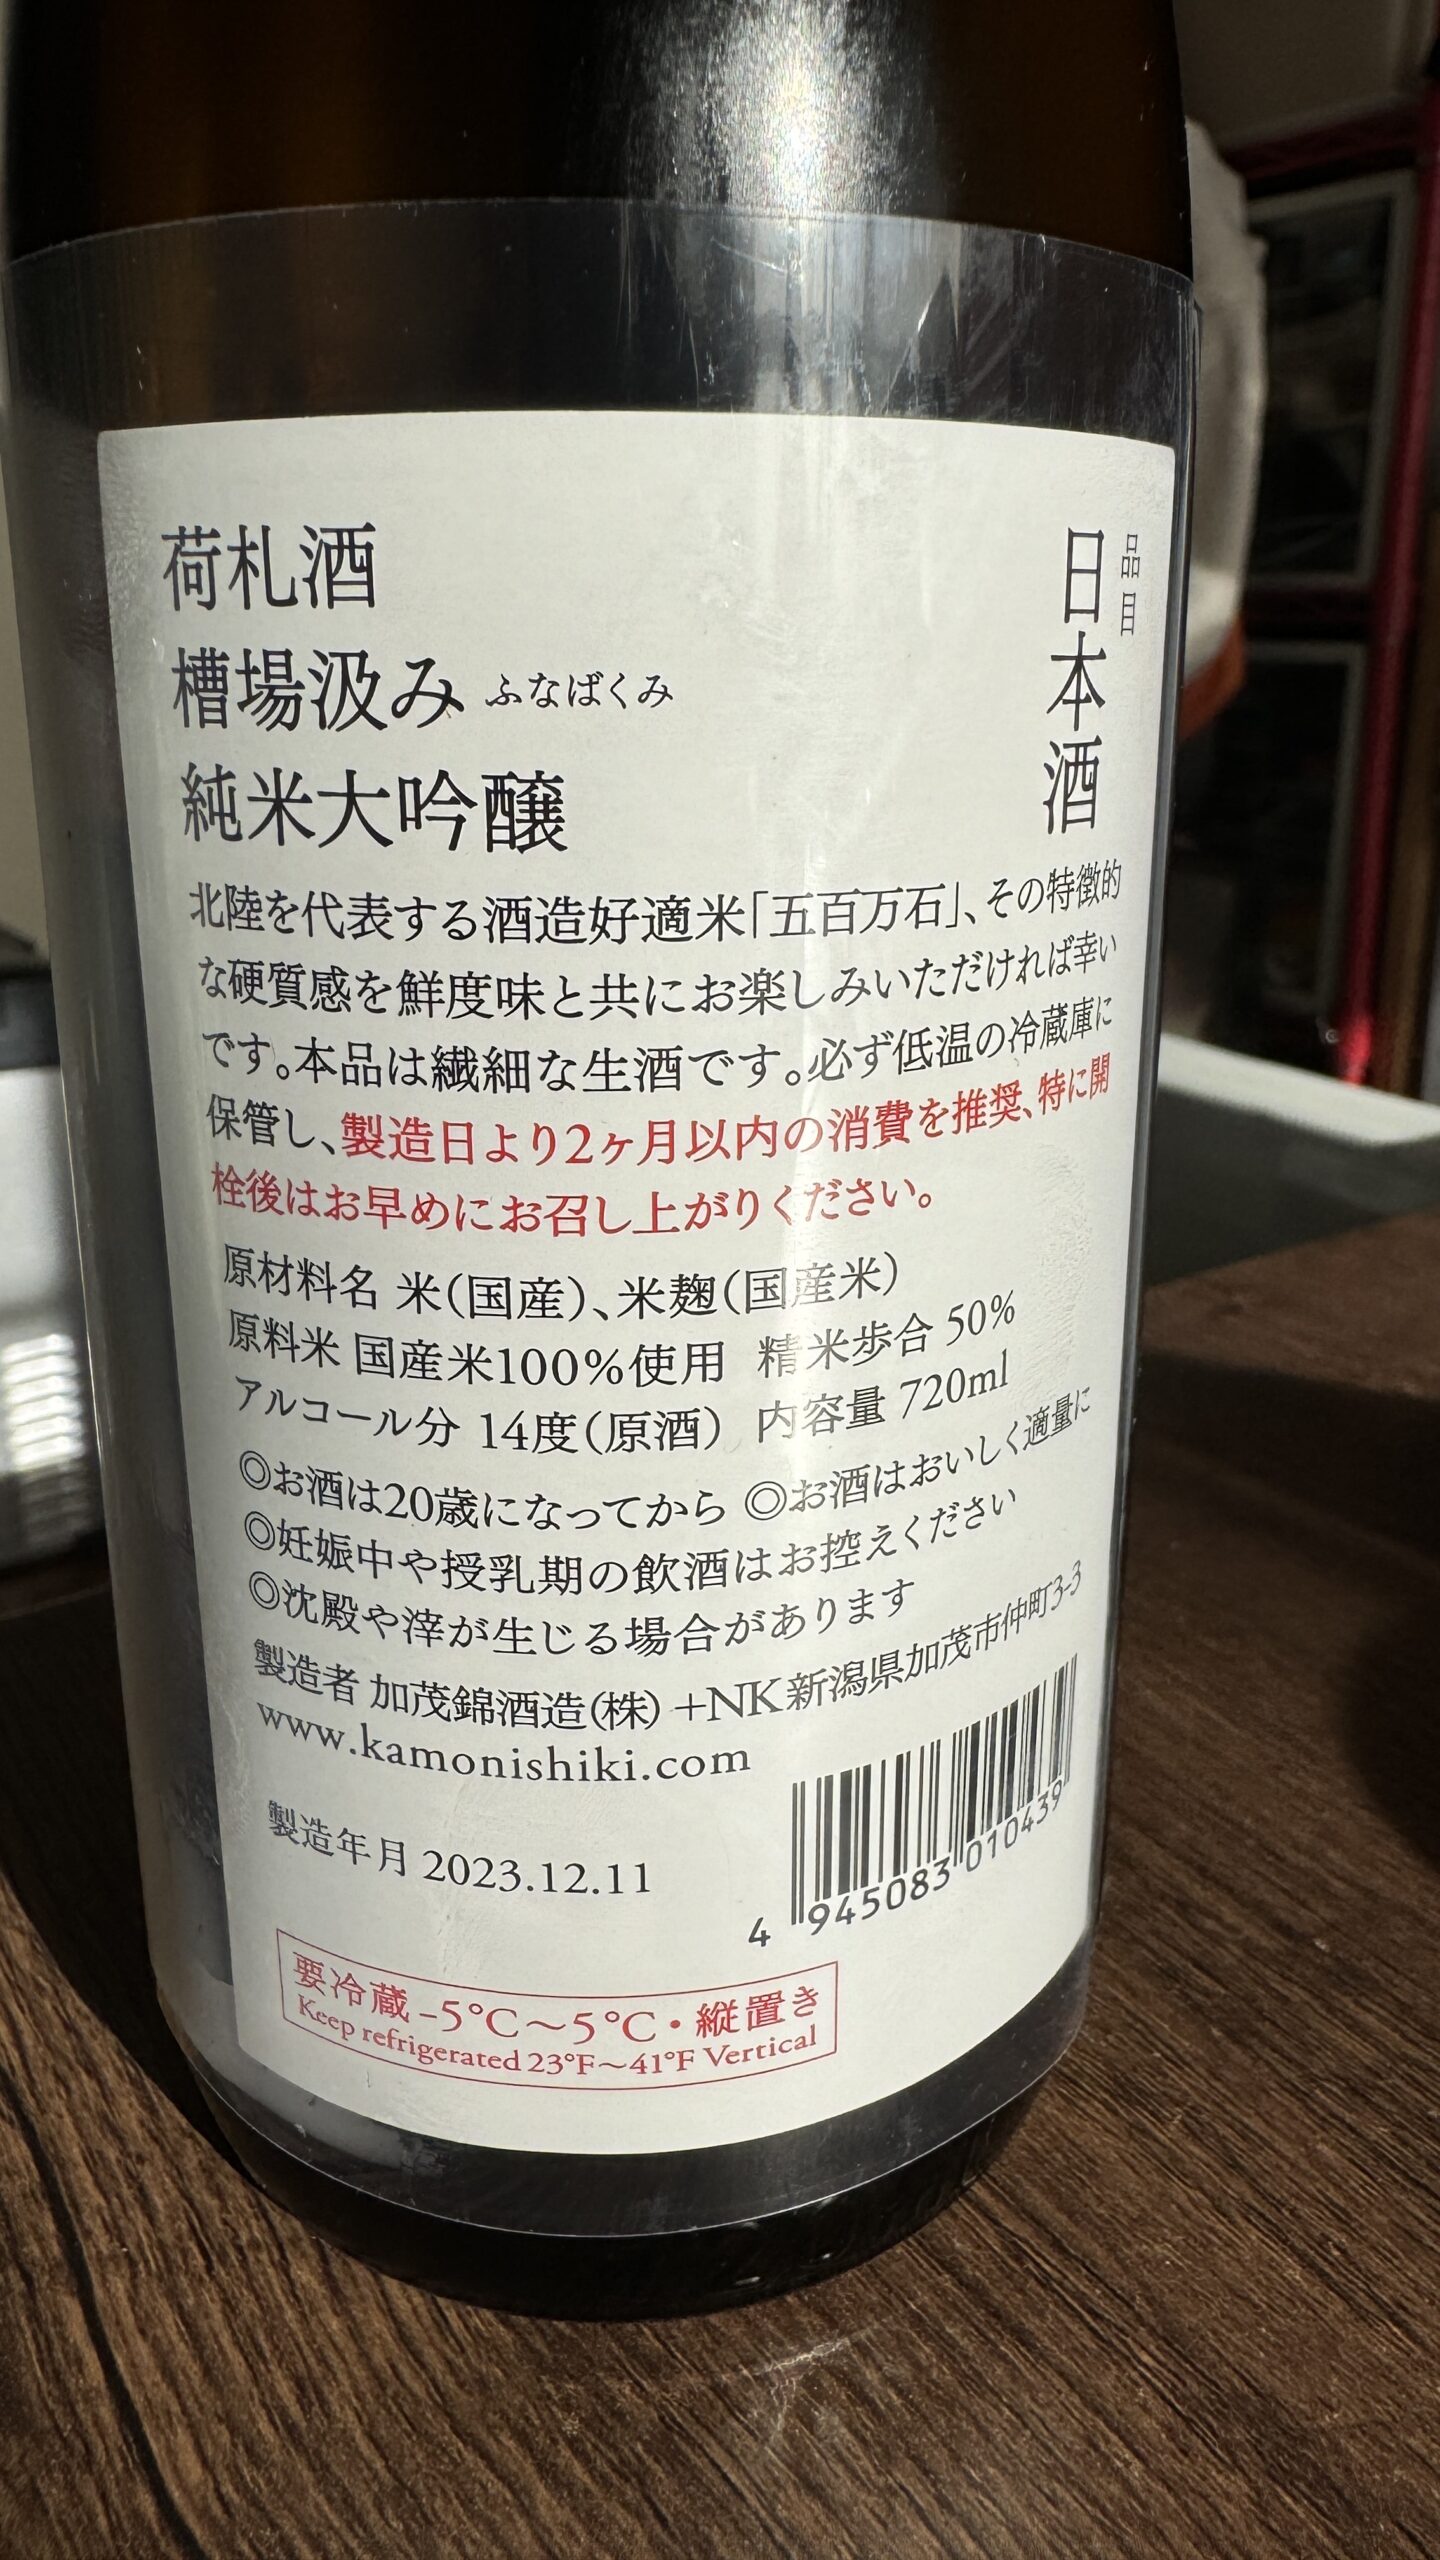 荷札酒
槽場汲み ふなばくみ
純米大吟醸
品目
日本酒
北陸を代表する酒造好適米「五百万石」、その特徴的
な硬質感を鮮度味と共にお楽しみいただければ幸い
です。本品は繊細な生酒です。必ず低温の冷蔵庫に
保管し、製造日より2ヶ月以内の消費を推奨、特に開
栓後はお早めにお召し上がりください。
原材料名 米(国産)、米麹(国産米)
原料米 国産米100%使用 精米歩合 50%
アルコール分 14度(原酒) 内容量 720ml
◎お酒は20歳になってから ◎お酒はおいしく適量に
◎妊娠中や授乳期の飲酒はお控えください
◎沈殿や滓が生じる場合があります
製造者 加茂錦酒造(株) +NK 新潟県加茂市仲町3-3
www.kamonishiki.com
製造年月 2023.12.11
4 945083 010439
要冷蔵 -5℃～5℃・縦置き
Keep refrigerated 23°F～41°F Vertical